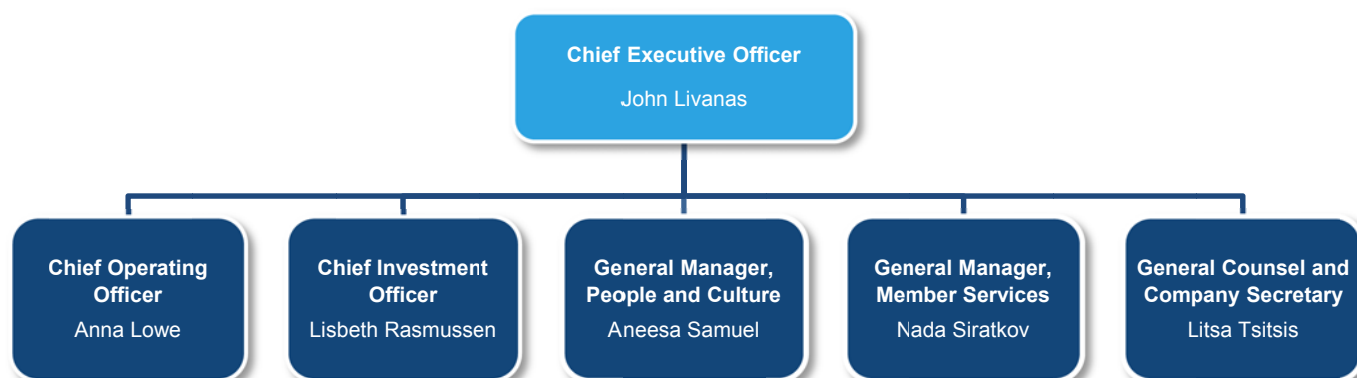 Chief Executive Officer
John Livanas
Chief Operating
Officer
Anna Lowe
Chief Investment
Officer
Lisbeth Rasmussen
General Manager,
People and Culture
Aneesa Samuel
General Manager,
Member Services
Nada Siratkov
General Counsel and
Company Secretary
Litsa Tsitsis